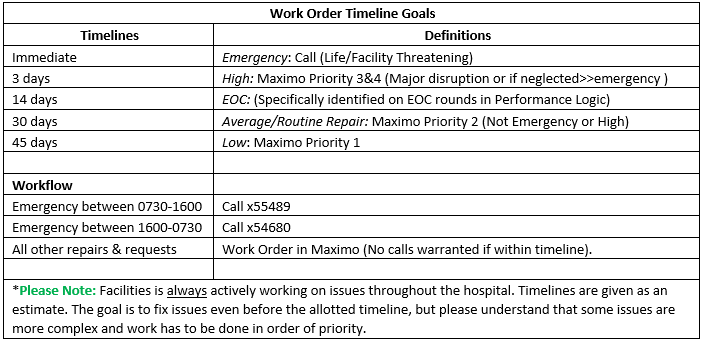 Work Order Timeline Goals
Timelines Definitions
Immediate Emergency: Call (Life/Facility Threatening)
3 days High: Maximo Priority 3&4 (Major disruption or if neglected>>emergency )
14 days EOC: (Specifically identified on EOC rounds in Performance Logic)
30 days Average/Routine Repair: Maximo Priority 2 (Not Emergency or High)
45 days Low: Maximo Priority 1
Workflow
Emergency between 0730-1600 Call x55489
Emergency between 1600-0730 Call x54680
All other repairs & requests Work Order in Maximo (No calls warranted if within timeline).
*Please Note: Facilities is always actively working on issues throughout the hospital. Timelines are given as an
estimate. The goal is to fix issues even before the allotted timeline, but please understand that some issues are
more complex and work has to be done in order of priority.